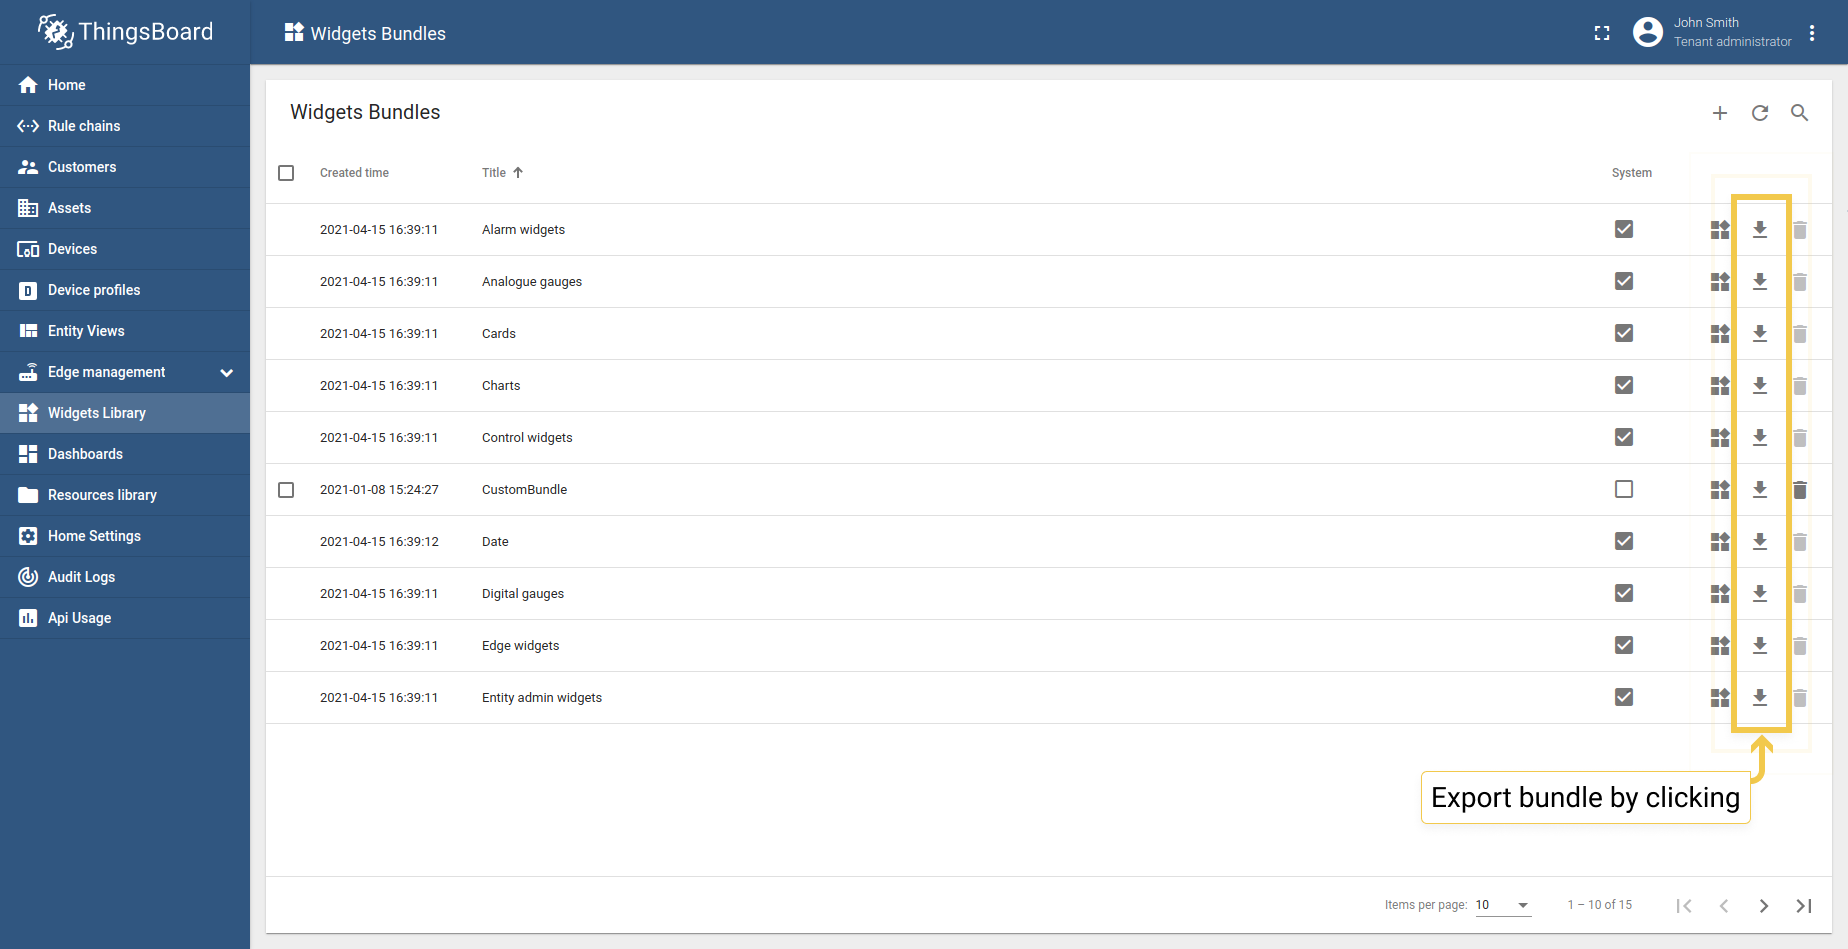 ThingsBoard
Widgets Bundles
John Smith
Tenant administrator
Home
Rule chains
Customers
Assets
Devices
Device profiles
Entity Views
Edge management
Widgets Library
Dashboards
Resources library
Home Settings
Audit Logs
Api Usage
Widgets Bundles
Created time Title System
2021-04-15 16:39:11 Alarm widgets
2021-04-15 16:39:11 Analogue gauges
2021-04-15 16:39:11 Cards
2021-04-15 16:39:11 Charts
2021-04-15 16:39:11 Control widgets
2021-01-08 15:24:27 CustomBundle
2021-04-15 16:39:12 Date
2021-04-15 16:39:11 Digital gauges
2021-04-15 16:39:11 Edge widgets
2021-04-15 16:39:11 Entity admin widgets
Export bundle by clicking
Items per page: 10 1 – 10 of 15